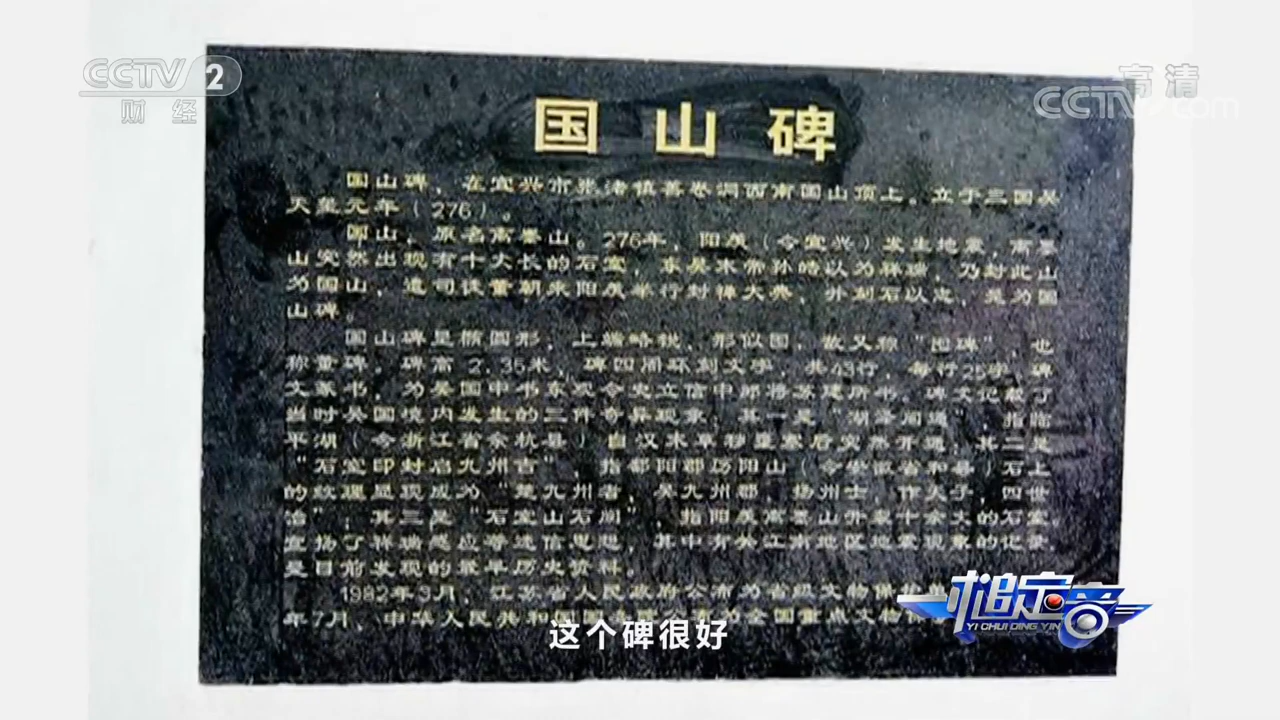 CCTV 2
财经
高清
CCTV.com
国山碑
国山碑,在宜兴市张渚镇善卷洞西南国山顶上。立于三国吴
天玺元年(276)。
国山,原名离墨山。276年,阳羡(今宜兴)发生地震,离墨
山突然出现有十丈长的石室,东吴末帝孙皓以为祥瑞,乃封此山
为国山,遣司徒董朝来阳羡举行封禅大典,并刻石以志,是为国
山碑。
国山碑呈椭圆形,上端略锐,形似囤,故又称“囤碑”,也
称董碑。碑高2.35米,碑四周环刻文字,共43行,每行25字,碑
文篆书,为吴国中书东观令史立信中郎将苏建所书。碑文记载了
当时吴国境内发生的三件奇异现象:其一是“湖泽闿通”,指临
平湖(今浙江省余杭县)自汉末草秽壅塞后突然开通,其二是
“石室印封启九州吉” 指鄱阳郡历阳山(今安徽省和县)石上
的纹理显现成为“楚九州渚,吴九州都,扬州士,作天子,四世
治”,其三是“石室山石闿”,指阳羡离墨山开裂十余丈的石室。
宣扬了祥瑞感应等迷信思想,其中有关江南地区地震现象的记录,
是目前发现的最早历史资料。
1982年3月,江苏省人民政府公布为省级文物保护
年7月,中华人民共和国国务院公布为全国重点文物保
槌定音
YI CHUI DING YIN
这个碑很好